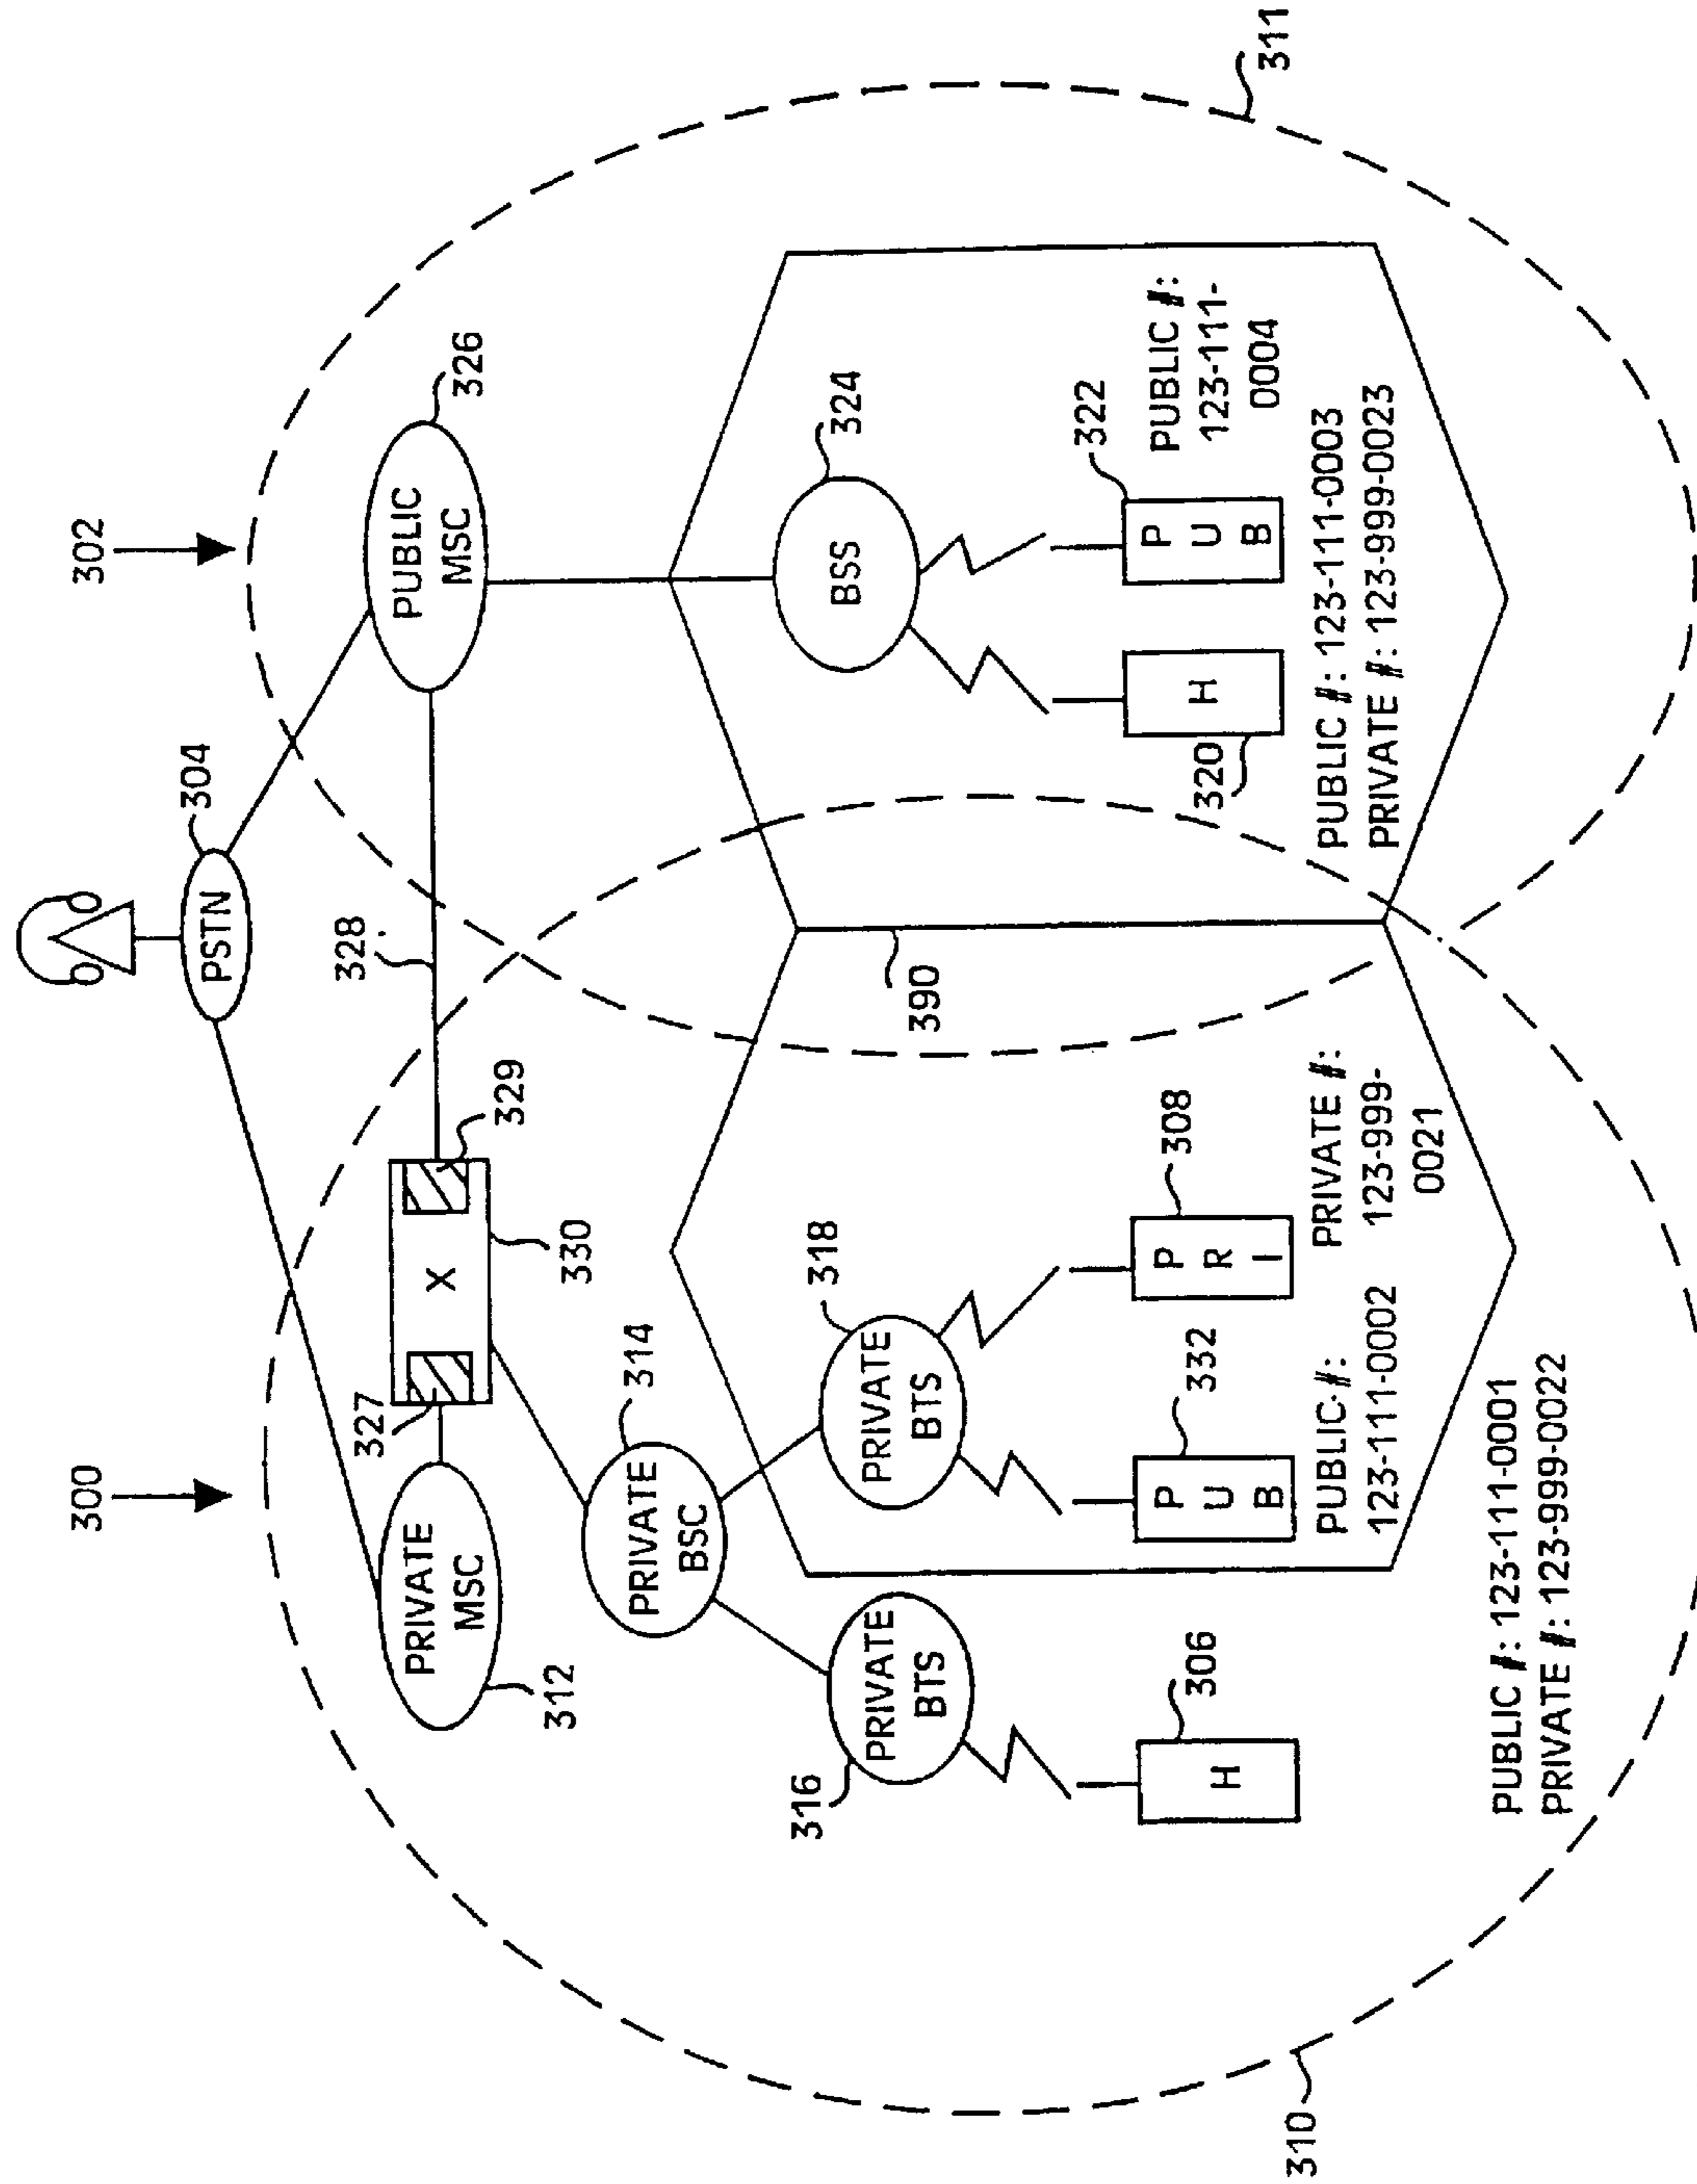 300
302
PSTN
304
PRIVATE
MSC
312
327
X
329
330
328
PUBLIC
MSC
326
PRIVATE
BSC
314
PRIVATE
BTS
316
PRIVATE
BTS
318
390
BSS
324
H
306
P
U
B
332
P
R
I
308
H
320
P
U
B
322
PUBLIC #:
123-111-0002
PRIVATE #:
123-999-
0021
PUBLIC #:
123-111-
0004
PUBLIC #: 123-111-0003
PRIVATE #: 123-999-0023
PUBLIC #: 123-111-0001
PRIVATE #: 123-999-0022
310
311